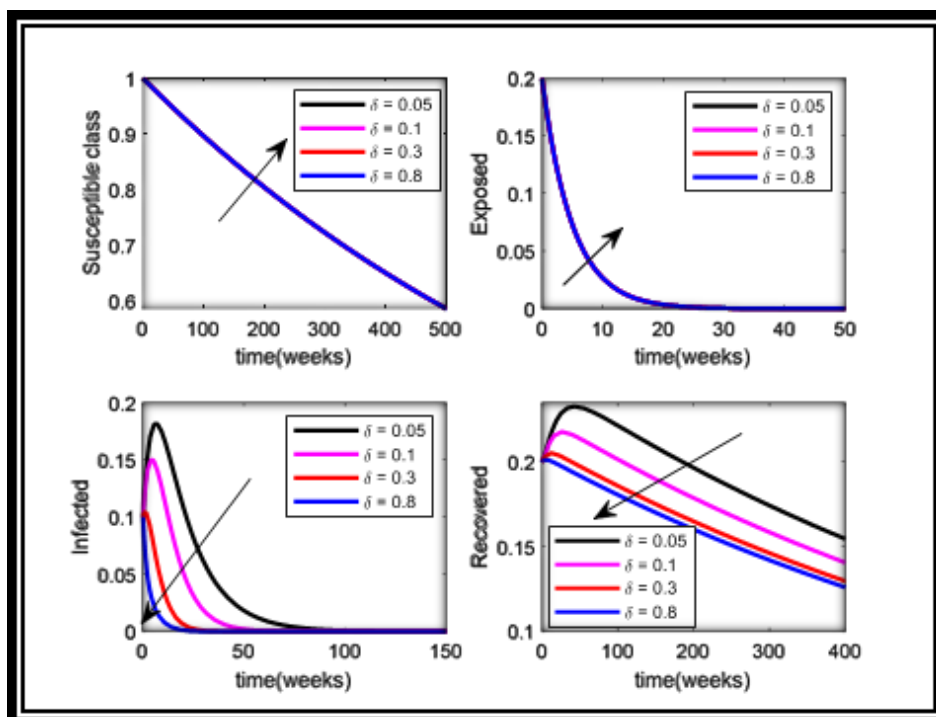 Susceptible class
1
0.9
0.8
0.7
0.6
0
100
200
300
400
500
time(weeks)
δ = 0.05
δ = 0.1
δ = 0.3
δ = 0.8
Exposed
0.2
0.15
0.1
0.05
0
0
10
20
30
40
50
time(weeks)
δ = 0.05
δ = 0.1
δ = 0.3
δ = 0.8
Infected
0.2
0.15
0.1
0.05
0
0
50
100
150
time(weeks)
δ = 0.05
δ = 0.1
δ = 0.3
δ = 0.8
Recovered
0.2
0.15
0.1
0
100
200
300
400
time(weeks)
δ = 0.05
δ = 0.1
δ = 0.3
δ = 0.8